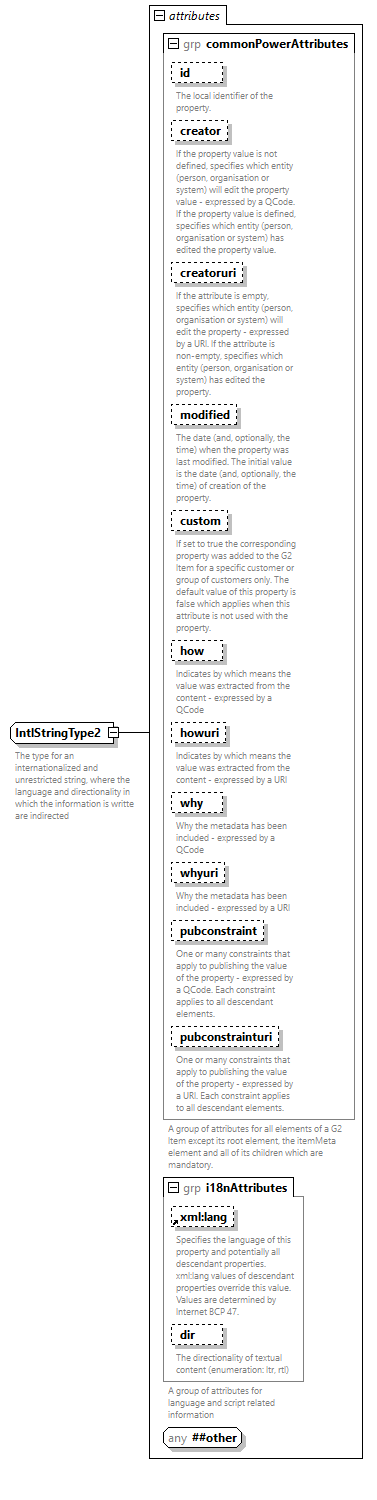 attributes
grp commonPowerAttributes
id
The local identifier of the
property.
creator
If the property value is not
defined, specifies which entity
(person, organisation or
system) will edit the property
value - expressed by a QCode.
If the property value is defined,
specifies which entity (person,
organisation or system) has
edited the property value.
creatoruri
If the attribute is empty,
specifies which entity (person,
organisation or system) will
edit the property - expressed
by a URI. If the attribute is
non-empty, specifies which
entity (person, organisation or
system) has edited the
property.
modified
The date (and, optionally, the
time) when the property was
last modified. The initial value
is the date (and, optionally, the
time) of creation of the
property.
custom
If set to true the corresponding
property was added to the G2
Item for a specific customer or
group of customers only. The
default value of this property is
false which applies when this
attribute is not used with the
property.
how
Indicates by which means the
value was extracted from the
content - expressed by a
QCode
howuri
Indicates by which means the
value was extracted from the
content - expressed by a URI
why
Why the metadata has been
included - expressed by a
QCode
whyuri
Why the metadata has been
included - expressed by a URI
pubconstraint
One or many constraints that
apply to publishing the value
of the property - expressed by
a QCode. Each constraint
applies to all descendant
elements.
pubconstrainturi
One or many constraints that
apply to publishing the value
of the property - expressed by
a URI. Each constraint applies
to all descendant elements.
A group of attributes for all elements of a G2
Item except its root element, the itemMeta
element and all of its children which are
mandatory.
grp i18nAttributes
xml:lang
Specifies the language of this
property and potentially all
descendant properties.
xml:lang values of descendant
properties override this value.
Values are determined by
Internet BCP 47.
dir
The directionality of textual
content (enumeration: ltr, rtl)
A group of attributes for
language and script related
information
any ##other
IntlStringType2
The type for an
internationalized and
unrestricted string, where the
language and directionality in
which the information is writte
are indirected